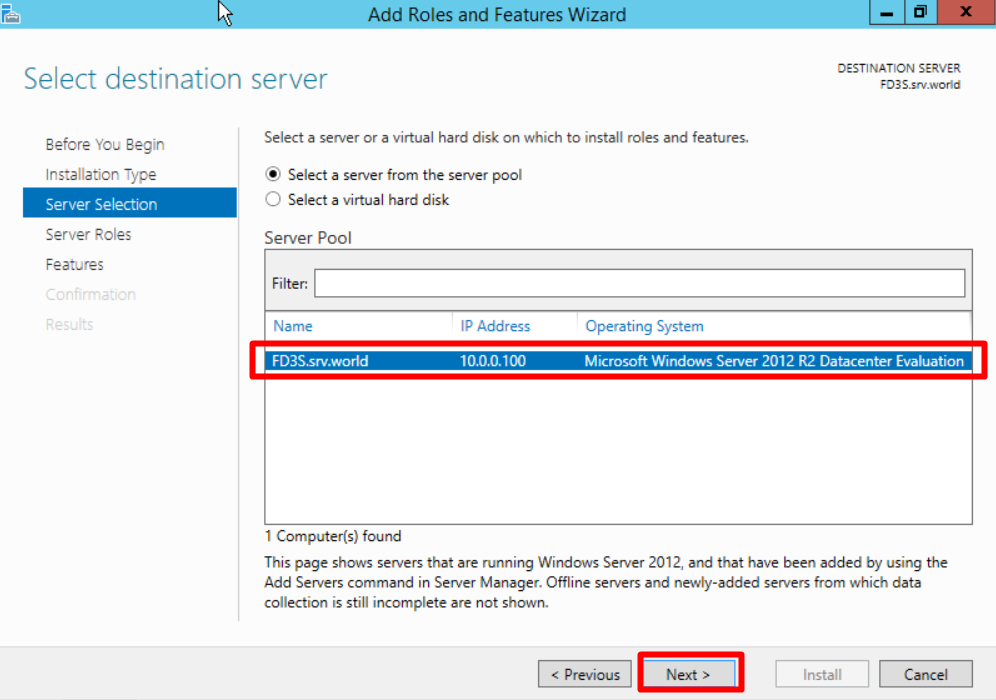 Add Roles and Features Wizard
Select destination server
DESTINATION SERVER
FD3S.srv.world
Before You Begin
Installation Type
Server Selection
Server Roles
Features
Confirmation
Results
Select a server or a virtual hard disk on which to install roles and features.
Select a server from the server pool
Select a virtual hard disk
Server Pool
Filter:
Name IP Address Operating System
FD3S.srv.world 10.0.0.100 Microsoft Windows Server 2012 R2 Datacenter Evaluation
1 Computer(s) found
This page shows servers that are running Windows Server 2012, and that have been added by using the
Add Servers command in Server Manager. Offline servers and newly-added servers from which data
collection is still incomplete are not shown.
< Previous Next > Install Cancel